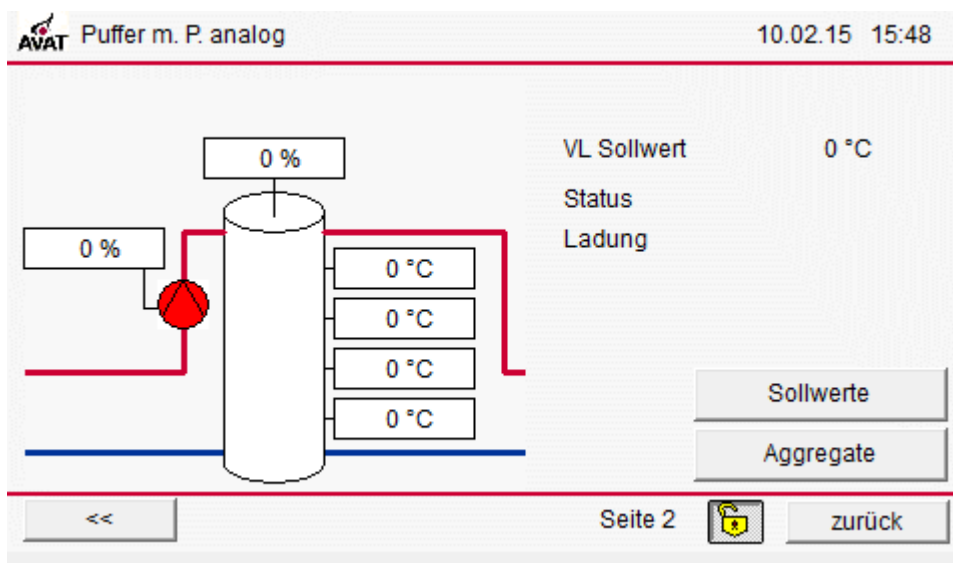 AVAT Puffer m. P. analog 10.02.15 15:48
0 %
VL Sollwert 0 °C
Status
0 %
Ladung
0 °C
0 °C
0 °C
0 °C
Sollwerte
Aggregate
<< Seite 2 zurück